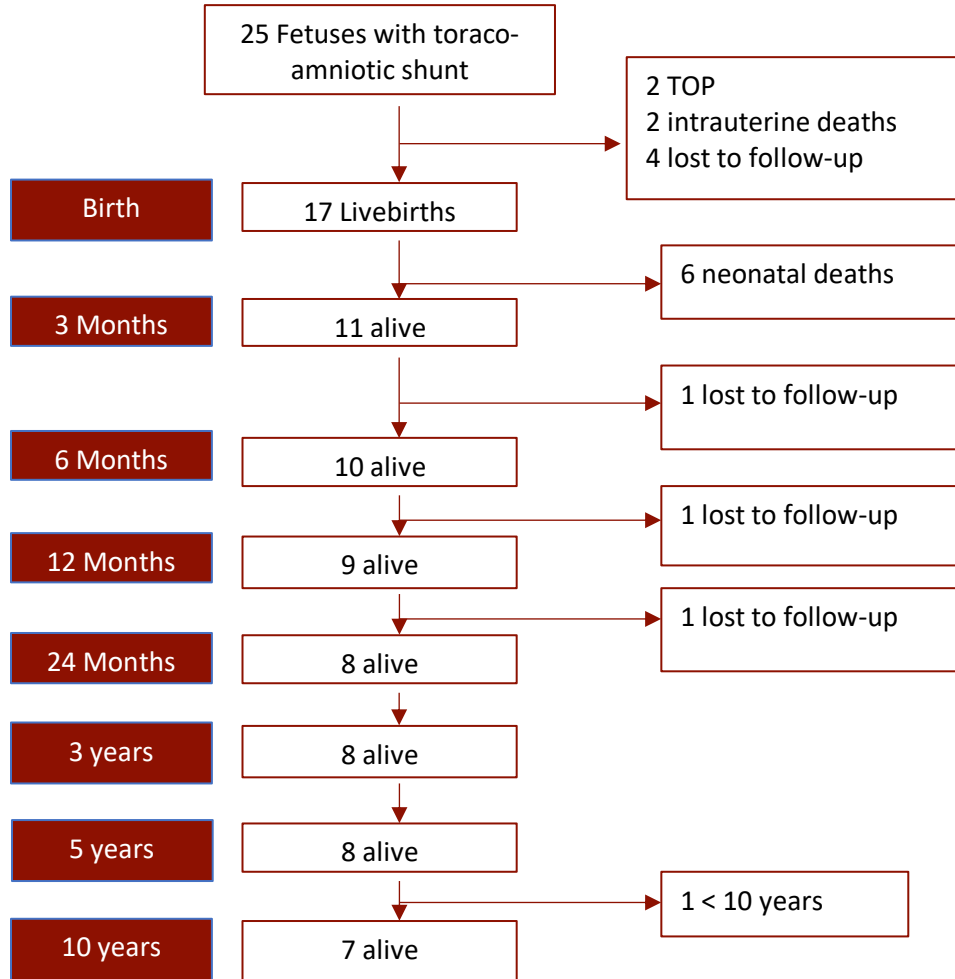 25 Fetuses with toraco-
amniotic shunt
2 TOP
2 intrauterine deaths
4 lost to follow-up
Birth
17 Livebirths
6 neonatal deaths
3 Months
11 alive
1 lost to follow-up
6 Months
10 alive
1 lost to follow-up
12 Months
9 alive
1 lost to follow-up
24 Months
8 alive
3 years
8 alive
5 years
8 alive
1 < 10 years
10 years
7 alive